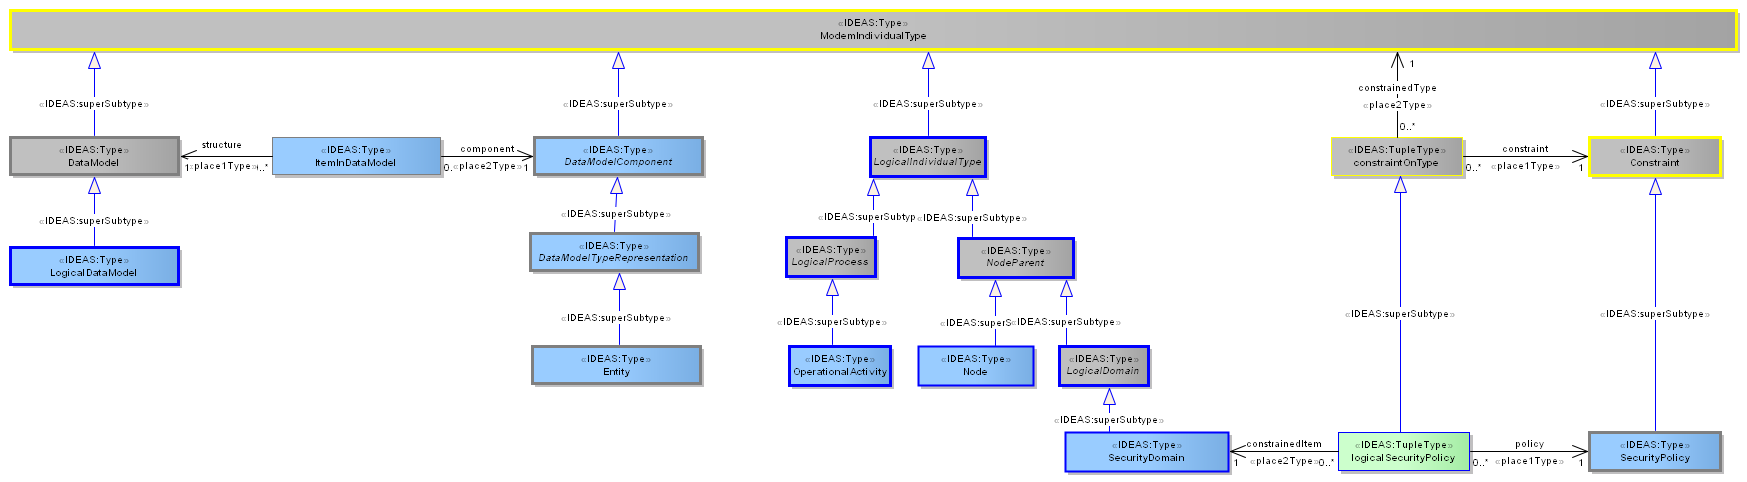 «IDEAS:Type»
ModemIndividualType
«IDEAS:superSubtype»
«IDEAS:superSubtype»
«IDEAS:superSubtype»
1
constrainedType
«place2Type»
0..*
«IDEAS:superSubtype»
«IDEAS:Type»
DataModel
structure
1
«place1Type»
..*
«IDEAS:Type»
ItemInDataModel
component
0..
«place2Type»
1
«IDEAS:Type»
DataModelComponent
«IDEAS:Type»
LogicalIndividualType
«IDEAS:TupleType»
constraintOnType
constraint
0..*
«place1Type»
1
«IDEAS:Type»
Constraint
«IDEAS:superSubtype»
«IDEAS:superSubtype»
«IDEAS:superSubtyp
«IDEAS:superSubtype»
«IDEAS:Type»
LogicalDataModel
«IDEAS:Type»
DataModelTypeRepresentation
«IDEAS:Type»
LogicalProcess
«IDEAS:Type»
NodeParent
«IDEAS:superSubtype»
«IDEAS:superSubtype»
«IDEAS:superS
«IDEAS:superSubtype»
«IDEAS:superSubtype»
«IDEAS:superSubtype»
«IDEAS:Type»
Entity
«IDEAS:Type»
OperationalActivity
«IDEAS:Type»
Node
«IDEAS:Type»
LogicalDomain
«IDEAS:superSubtype»
«IDEAS:Type»
SecurityDomain
constrainedItem
1
«place2Type»
0..*
«IDEAS:TupleType»
logicalSecurityPolicy
policy
0..*
«place1Type»
1
«IDEAS:Type»
SecurityPolicy